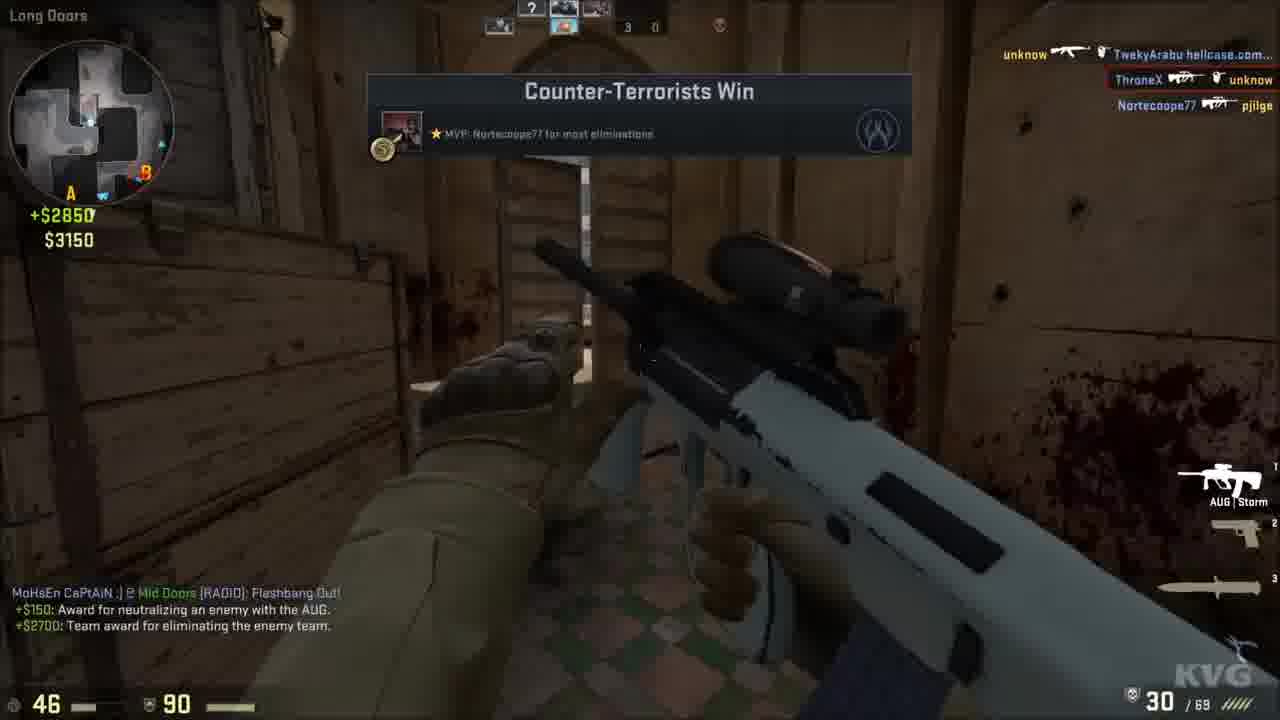 Long Doors
?
3 0
unknow TwekyArabu hellcase.com...
ThroneX unknow
Nortecoope77 pjilge
Counter-Terrorists Win
MVP: Nortecoope77 for most eliminations
B
A
+$2850
$3150
1
AUG | Storm
2
3
MoHsEn CaPtAiN :) @ Mid Doors (RADIO): Flashbang Out!
+$150: Award for neutralizing an enemy with the AUG.
+$2700: Team award for eliminating the enemy team.
KVG
46 90
30 / 69